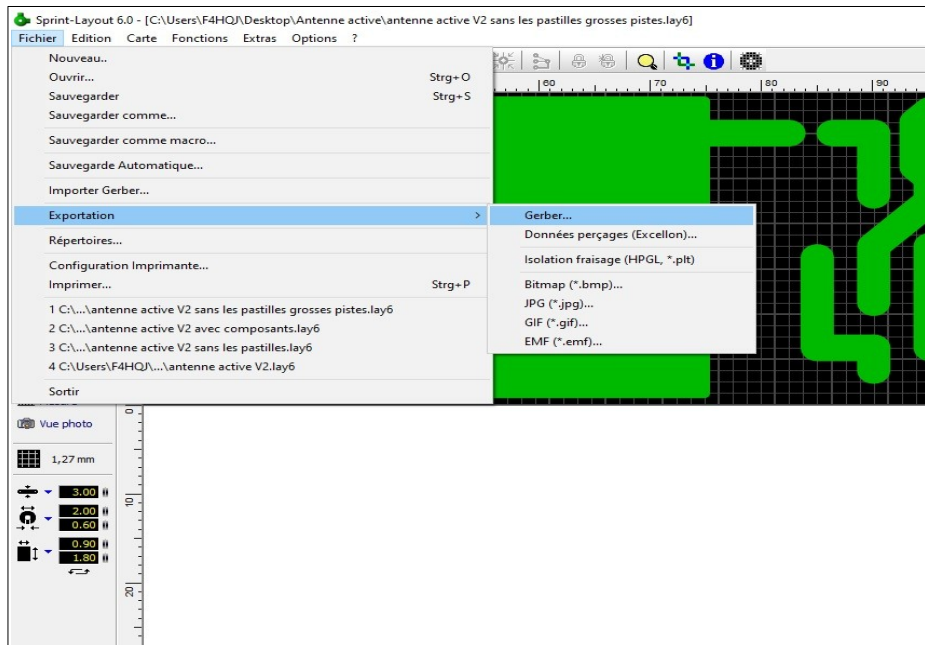 Sprint-Layout 6.0 - [C:\Users\F4HQJ\Desktop\Antenne active\antenne active V2 sans les pastilles grosses pistes.lay6]
Fichier Edition Carte Fonctions Extras Options ?
Nouveau..
Ouvrir... Strg+O
Sauvegarder Strg+S
Sauvegarder comme...
Sauvegarder comme macro...
Sauvegarde Automatique...
Importer Gerber...
Exportation >
Gerber...
Données perçages (Excellon)...
Isolation fraisage (HPGL, *.plt)
Bitmap (*.bmp)...
JPG (*.jpg)...
GIF (*.gif)...
EMF (*.emf)...
Répertoires...
Configuration Imprimante...
Imprimer... Strg+P
1 C:\...\antenne active V2 sans les pastilles grosses pistes.lay6
2 C:\...\antenne active V2 avec composants.lay6
3 C:\...\antenne active V2 sans les pastilles.lay6
4 C:\Users\F4HQJ\...\antenne active V2.lay6
Sortir
60 70 80 90
Vue photo
1,27 mm
3.00
2.00
0.60
0.90
1.80
0
10
20